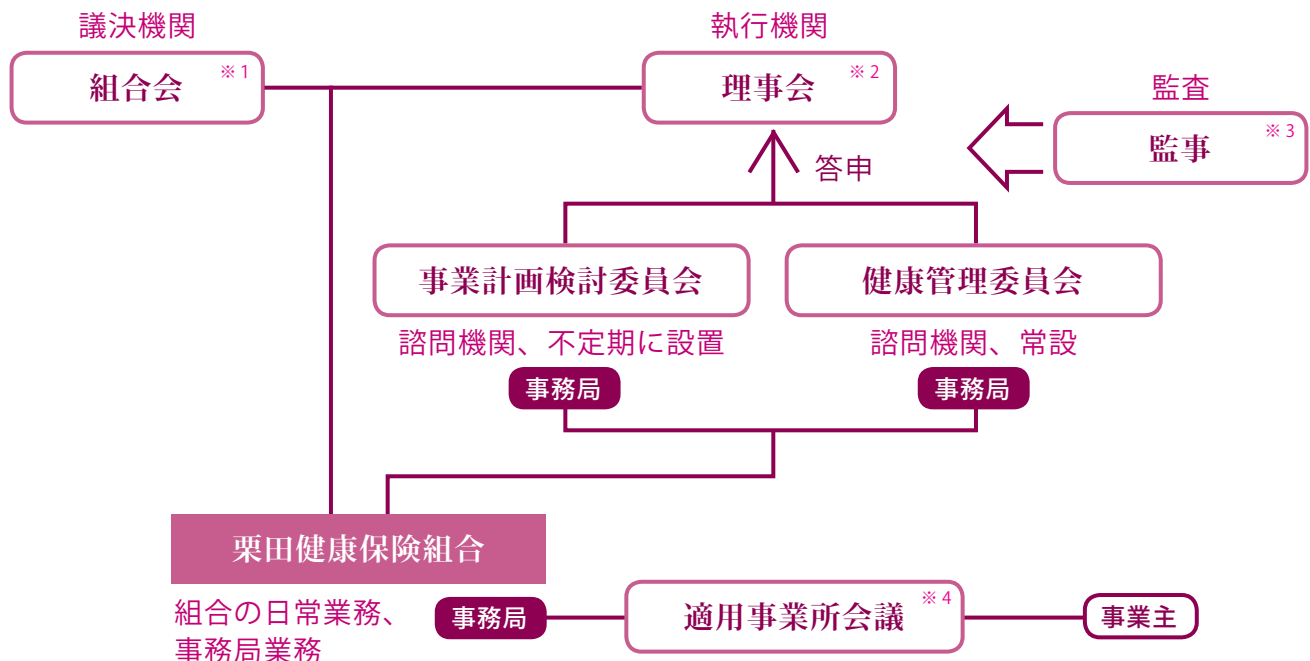 議決機関
組合会 ※1
執行機関
理事会 ※2
監査
監事 ※3
答申
事業計画検討委員会
諮問機関、不定期に設置
事務局
健康管理委員会
諮問機関、常設
事務局
栗田健康保険組合
組合の日常業務、
事務局業務
事務局
適用事業所会議 ※4
事業主